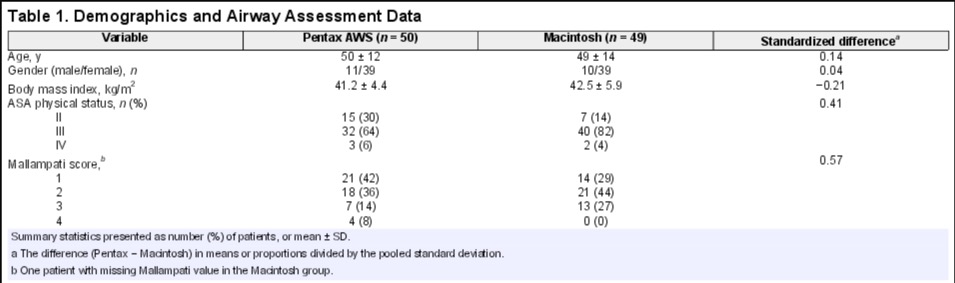 Table 1. Demographics and Airway Assessment Data
Variable Pentax AWS (n = 50) Macintosh (n = 49) Standardized difference^a
Age, y 50 ± 12 49 ± 14 0.14
Gender (male/female), n 11/39 10/39 0.04
Body mass index, kg/m² 41.2 ± 4.4 42.5 ± 5.9 −0.21
ASA physical status, n (%) 0.41
II 15 (30) 7 (14)
III 32 (64) 40 (82)
IV 3 (6) 2 (4)
Mallampati score,^b 0.57
1 21 (42) 14 (29)
2 18 (36) 21 (44)
3 7 (14) 13 (27)
4 4 (8) 0 (0)
Summary statistics presented as number (%) of patients, or mean ± SD.
a The difference (Pentax − Macintosh) in means or proportions divided by the pooled standard deviation.
b One patient with missing Mallampati value in the Macintosh group.